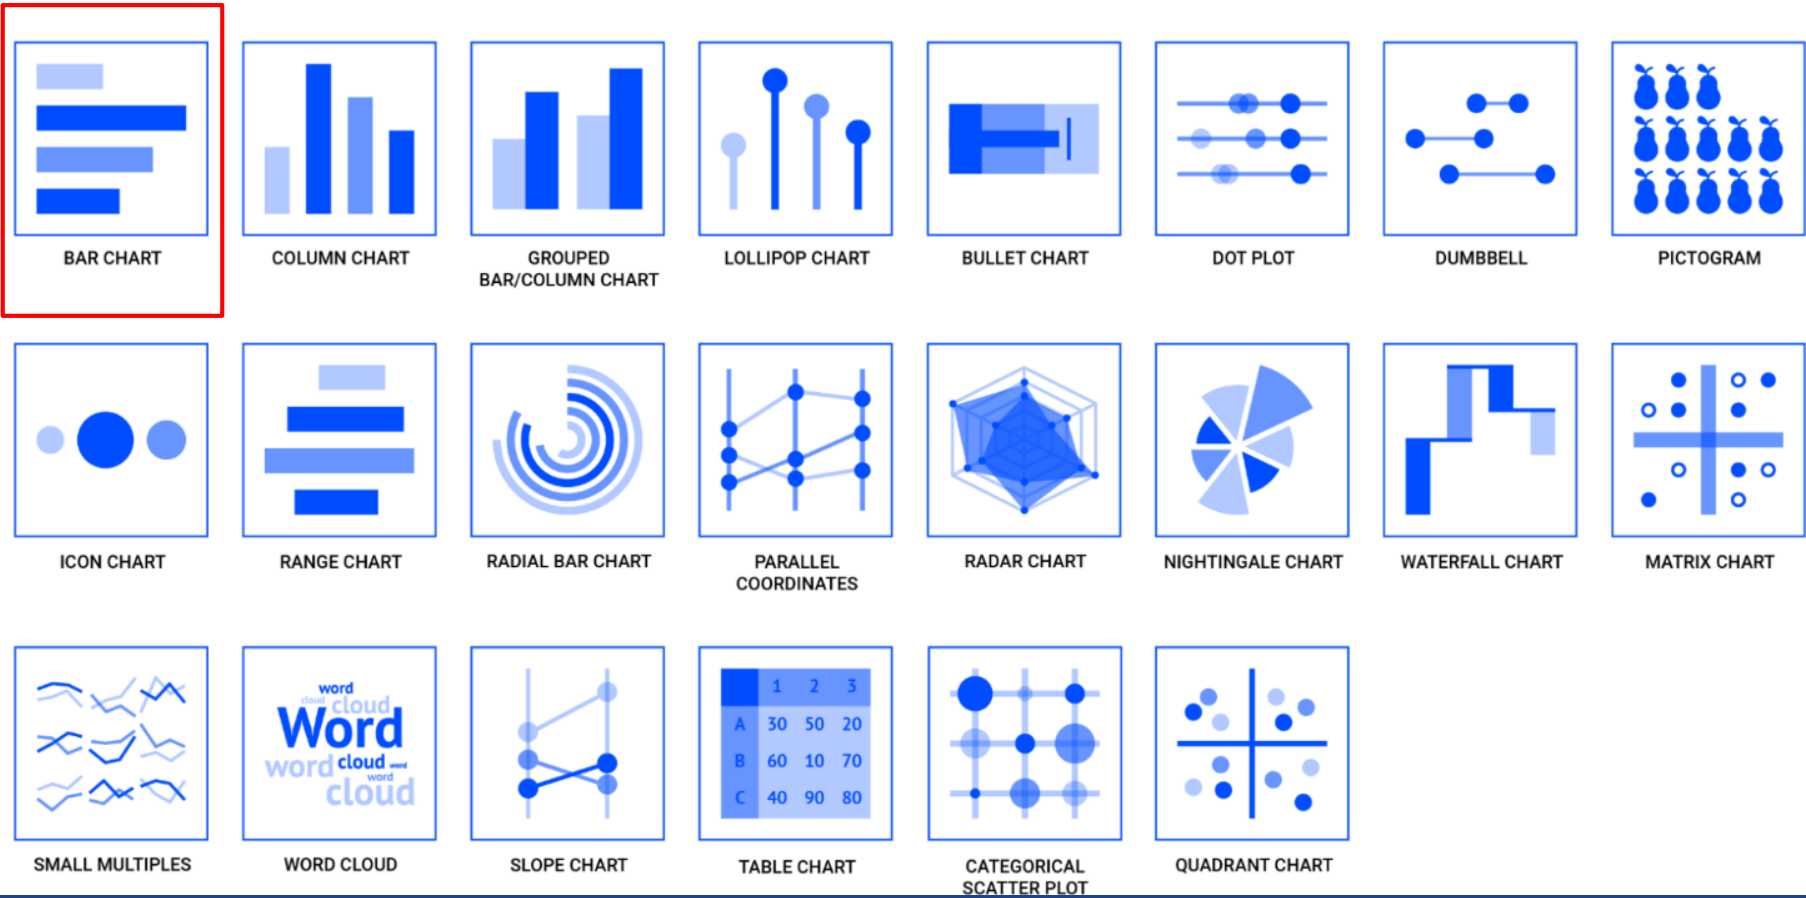 BAR CHART
COLUMN CHART
GROUPED
BAR/COLUMN CHART
LOLLIPOP CHART
BULLET CHART
DOT PLOT
DUMBBELL
PICTOGRAM
ICON CHART
RANGE CHART
RADIAL BAR CHART
PARALLEL
COORDINATES
RADAR CHART
NIGHTINGALE CHART
WATERFALL CHART
MATRIX CHART
word
cloud cloud
Word
word cloud word
word
cloud
1 2 3
A 30 50 20
B 60 10 70
C 40 90 80
SMALL MULTIPLES
WORD CLOUD
SLOPE CHART
TABLE CHART
CATEGORICAL
SCATTER PLOT
QUADRANT CHART